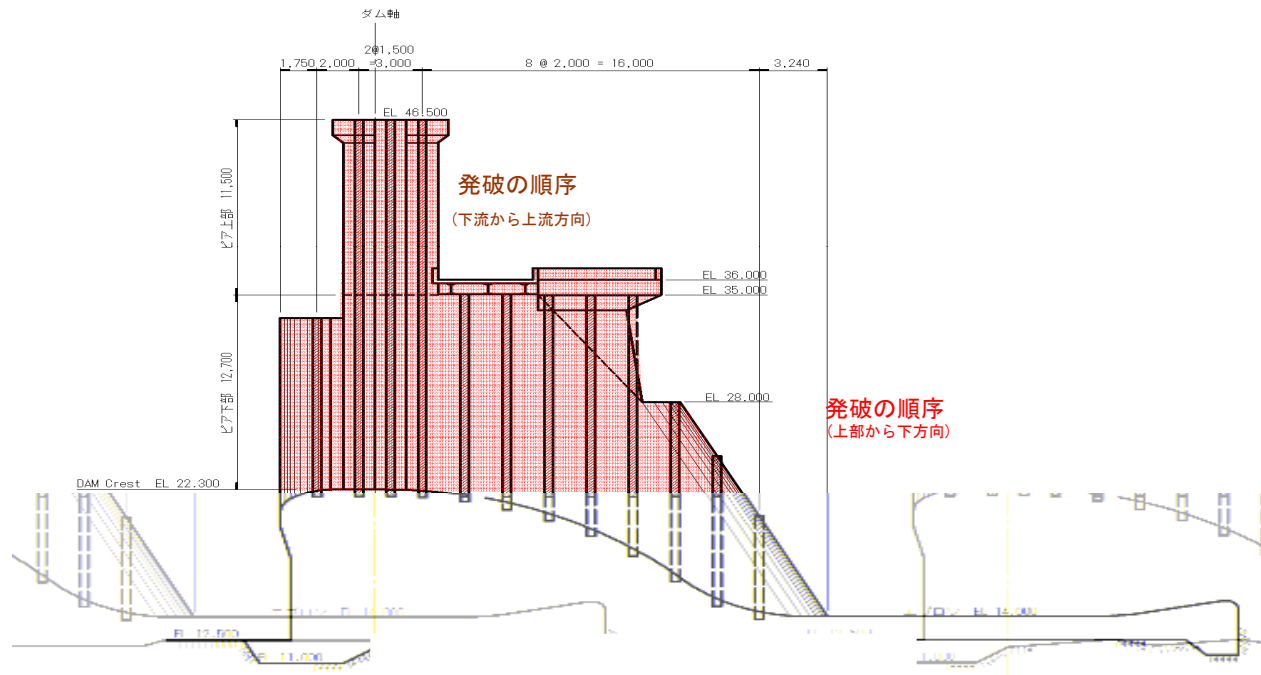 ダム軸
2@1,500
1,750 2,000 =3,000 8 @ 2,000 = 16,000 3,240
EL 46.500
ピア上部 11,500
発破の順序
(下流から上流方向)
EL 36.000
EL 35.000
ピア下部 12,700
EL 28.000
発破の順序
(上部から下方向)
DAM Crest EL 22.300
EL 14.000
EL 12.500